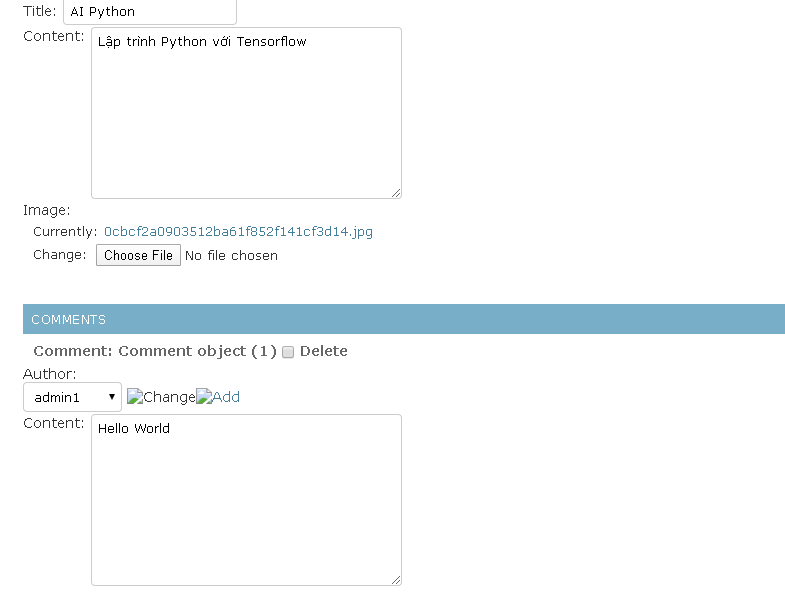 Title: AI Python
Content: Lập trình Python với Tensorflow
Image:
Currently: 0cbcf2a0903512ba61f852f141cf3d14.jpg
Change: Choose File No file chosen
COMMENTS
Comment: Comment object (1) Delete
Author:
admin1 Change Add
Content: Hello World